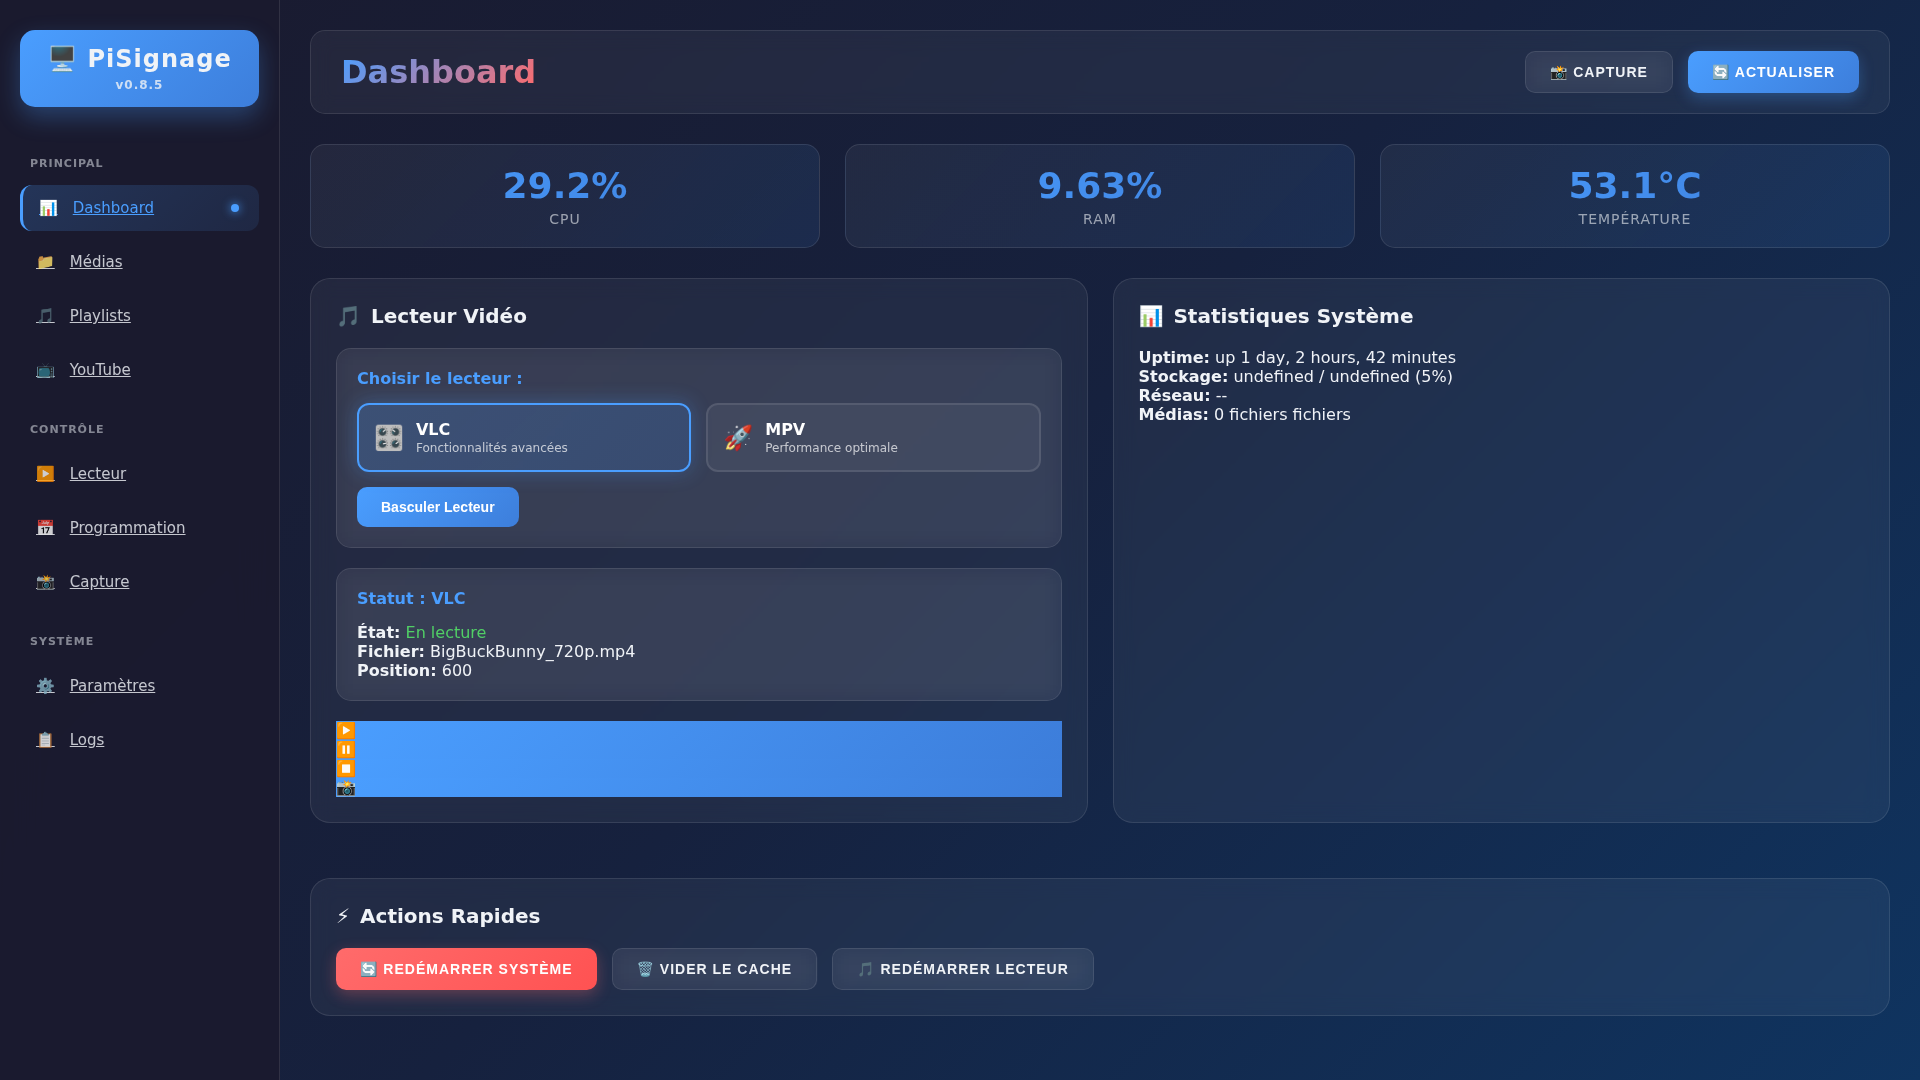 PiSignage
v0.8.5
PRINCIPAL
Dashboard
Médias
Playlists
YouTube
CONTRÔLE
Lecteur
Programmation
Capture
SYSTÈME
Paramètres
Logs
Dashboard
CAPTURE
ACTUALISER
29.2%
CPU
9.63%
RAM
53.1°C
TEMPÉRATURE
Lecteur Vidéo
Choisir le lecteur :
VLC
Fonctionnalités avancées
MPV
Performance optimale
Basculer Lecteur
Statut : VLC
État: En lecture
Fichier: BigBuckBunny_720p.mp4
Position: 600
Statistiques Système
Uptime: up 1 day, 2 hours, 42 minutes
Stockage: undefined / undefined (5%)
Réseau: --
Médias: 0 fichiers fichiers
Actions Rapides
REDÉMARRER SYSTÈME
VIDER LE CACHE
REDÉMARRER LECTEUR